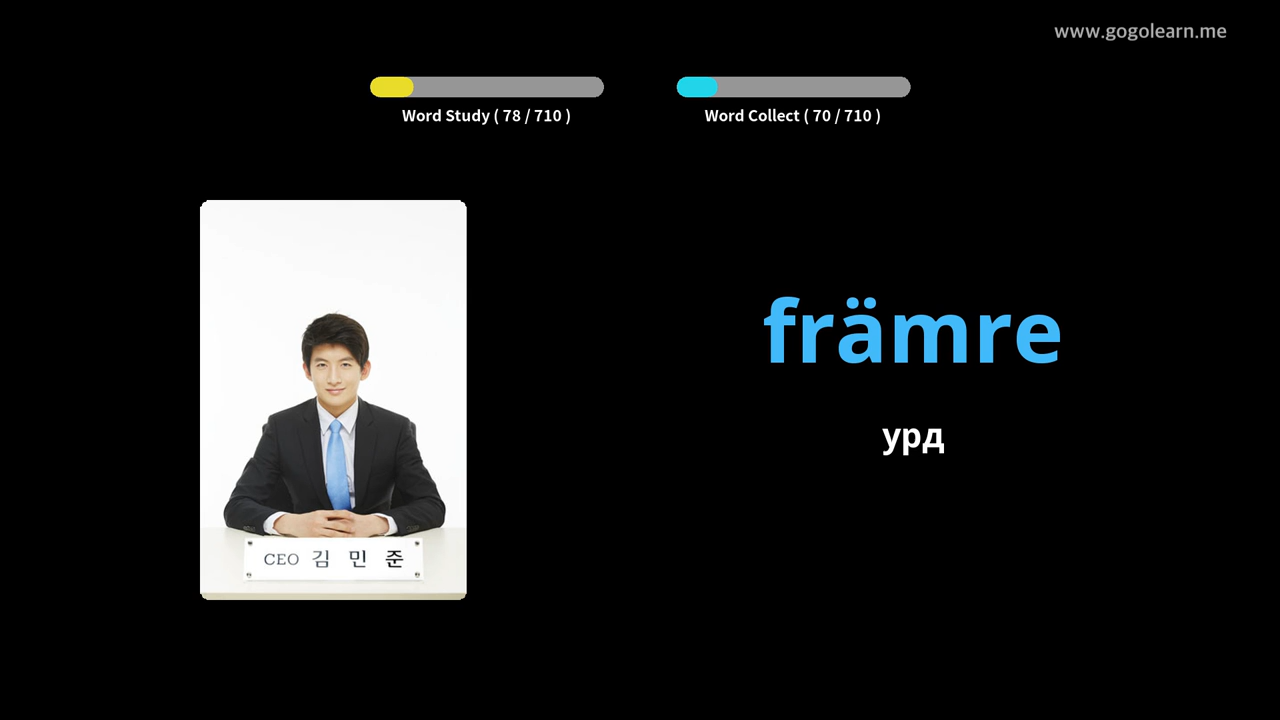 www.gogolearn.me
Word Study ( 78 / 710 )
Word Collect ( 70 / 710 )
främre
урд
CEO 김 민 준